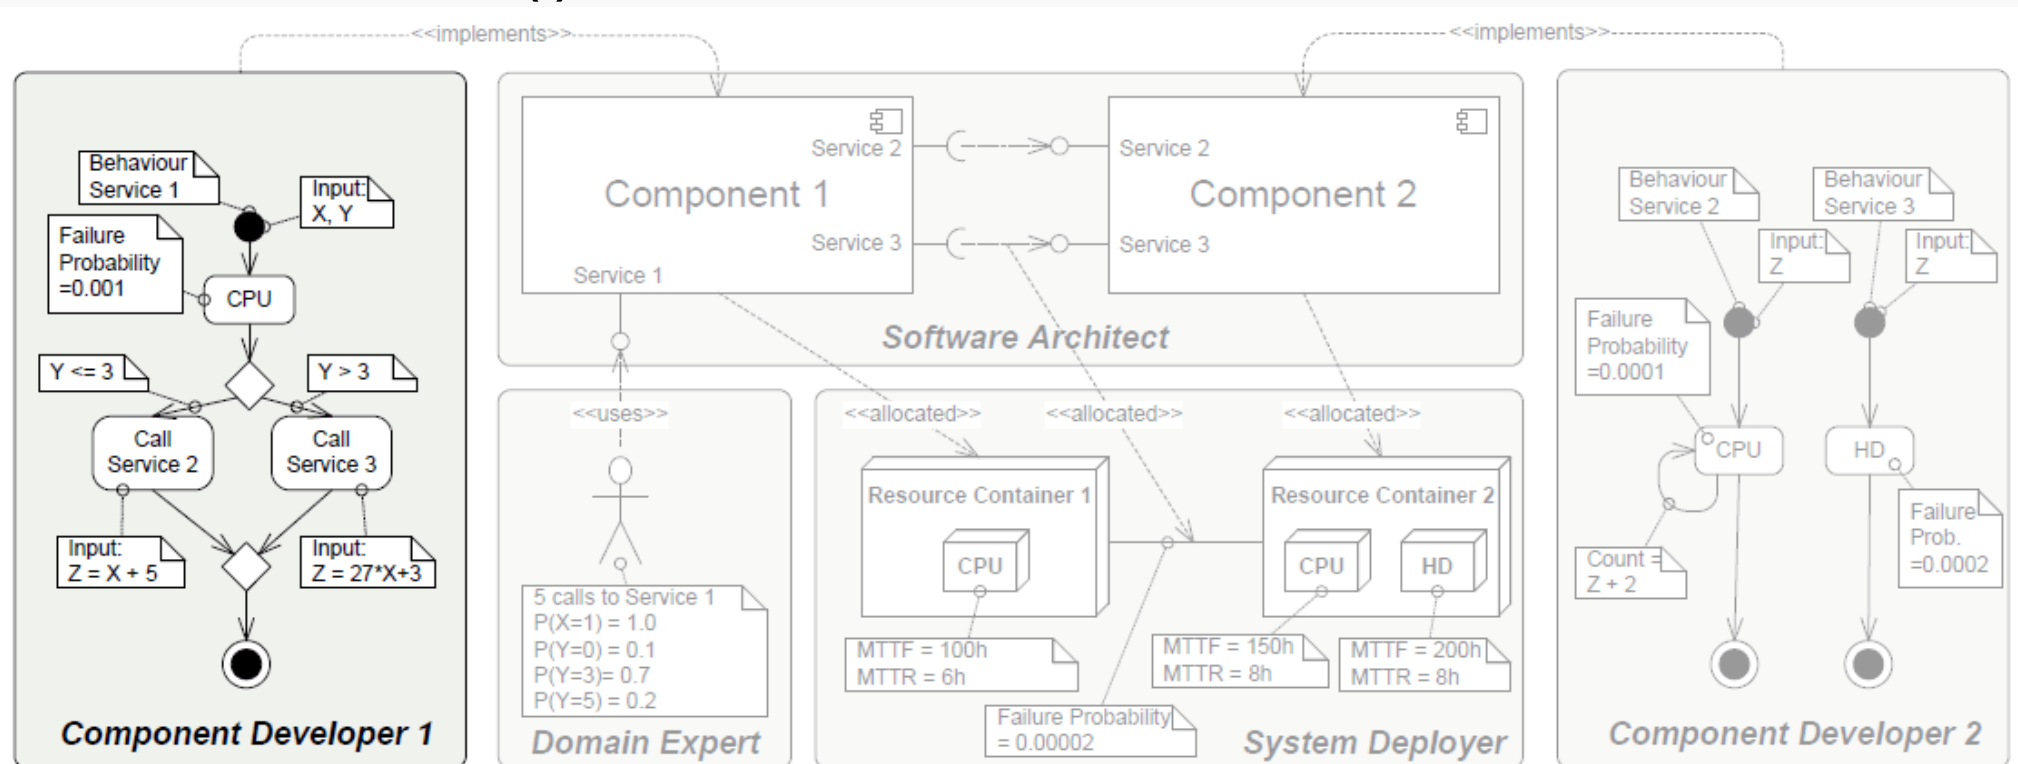 <<implements>>
<<implements>>
Behaviour
Service 1
Input:
X, Y
Failure
Probability
=0.001
CPU
Y <= 3
Y > 3
Call
Service 2
Call
Service 3
Input:
Z = X + 5
Input:
Z = 27*X+3
Component Developer 1
Service 2
Component 1
Service 3
Service 1
Service 2
Component 2
Service 3
Software Architect
<<uses>>
5 calls to Service 1
P(X=1) = 1.0
P(Y=0) = 0.1
P(Y=3)= 0.7
P(Y=5) = 0.2
Domain Expert
<<allocated>>
<<allocated>>
<<allocated>>
Resource Container 1
CPU
Resource Container 2
CPU
HD
MTTF = 100h
MTTR = 6h
MTTF = 150h
MTTR = 8h
MTTF = 200h
MTTR = 8h
Failure Probability
= 0.00002
System Deployer
Behaviour
Service 2
Behaviour
Service 3
Input:
Z
Input:
Z
Failure
Probability
=0.0001
CPU
HD
Count =
Z + 2
Failure
Prob.
=0.0002
Component Developer 2